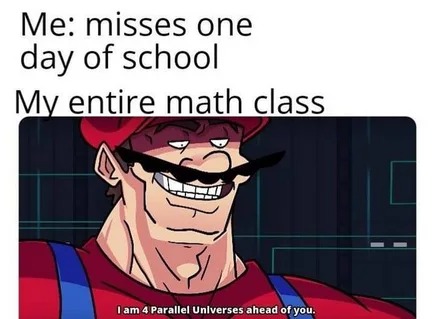 Me: misses one
day of school
My entire math class
I am 4 Parallel Universes ahead of you.